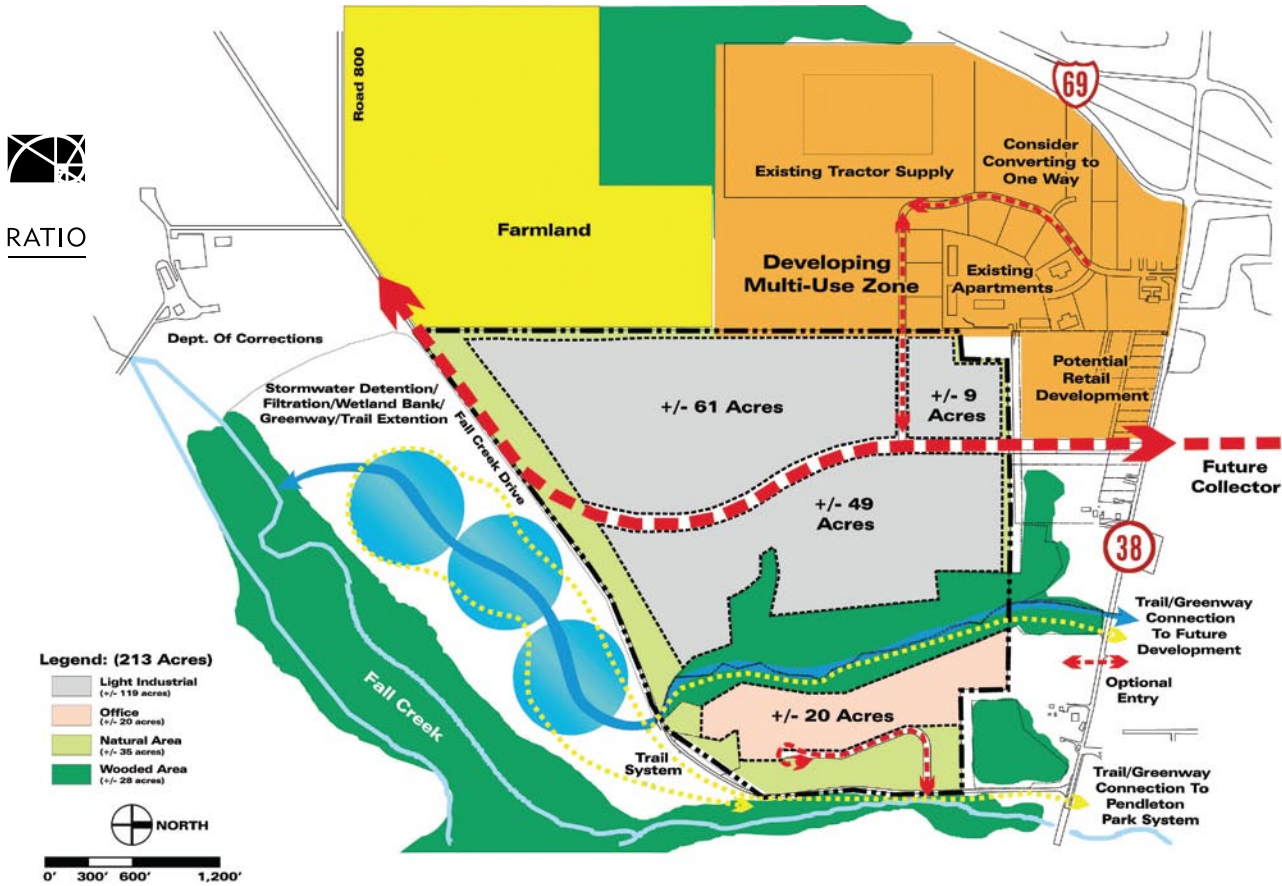 RATIO
Road 800
69
Existing Tractor Supply
Consider
Converting to
One Way
Farmland
Developing
Multi-Use Zone
Existing
Apartments
Dept. Of Corrections
Potential
Retail
Development
Stormwater Detention/
Filtration/Wetland Bank/
Greenway/Trail Extention
Fall Creek Drive
+/- 61 Acres
+/- 9
Acres
Future
Collector
+/- 49
Acres
38
Trail/Greenway
Connection
To Future
Development
Optional
Entry
Legend: (213 Acres)
Light Industrial
(+/- 119 acres)
Office
(+/- 20 acres)
Natural Area
(+/- 35 acres)
Wooded Area
(+/- 28 acres)
Fall Creek
+/- 20 Acres
Trail
System
Trail/Greenway
Connection To
Pendleton
Park System
NORTH
0' 300' 600' 1,200'